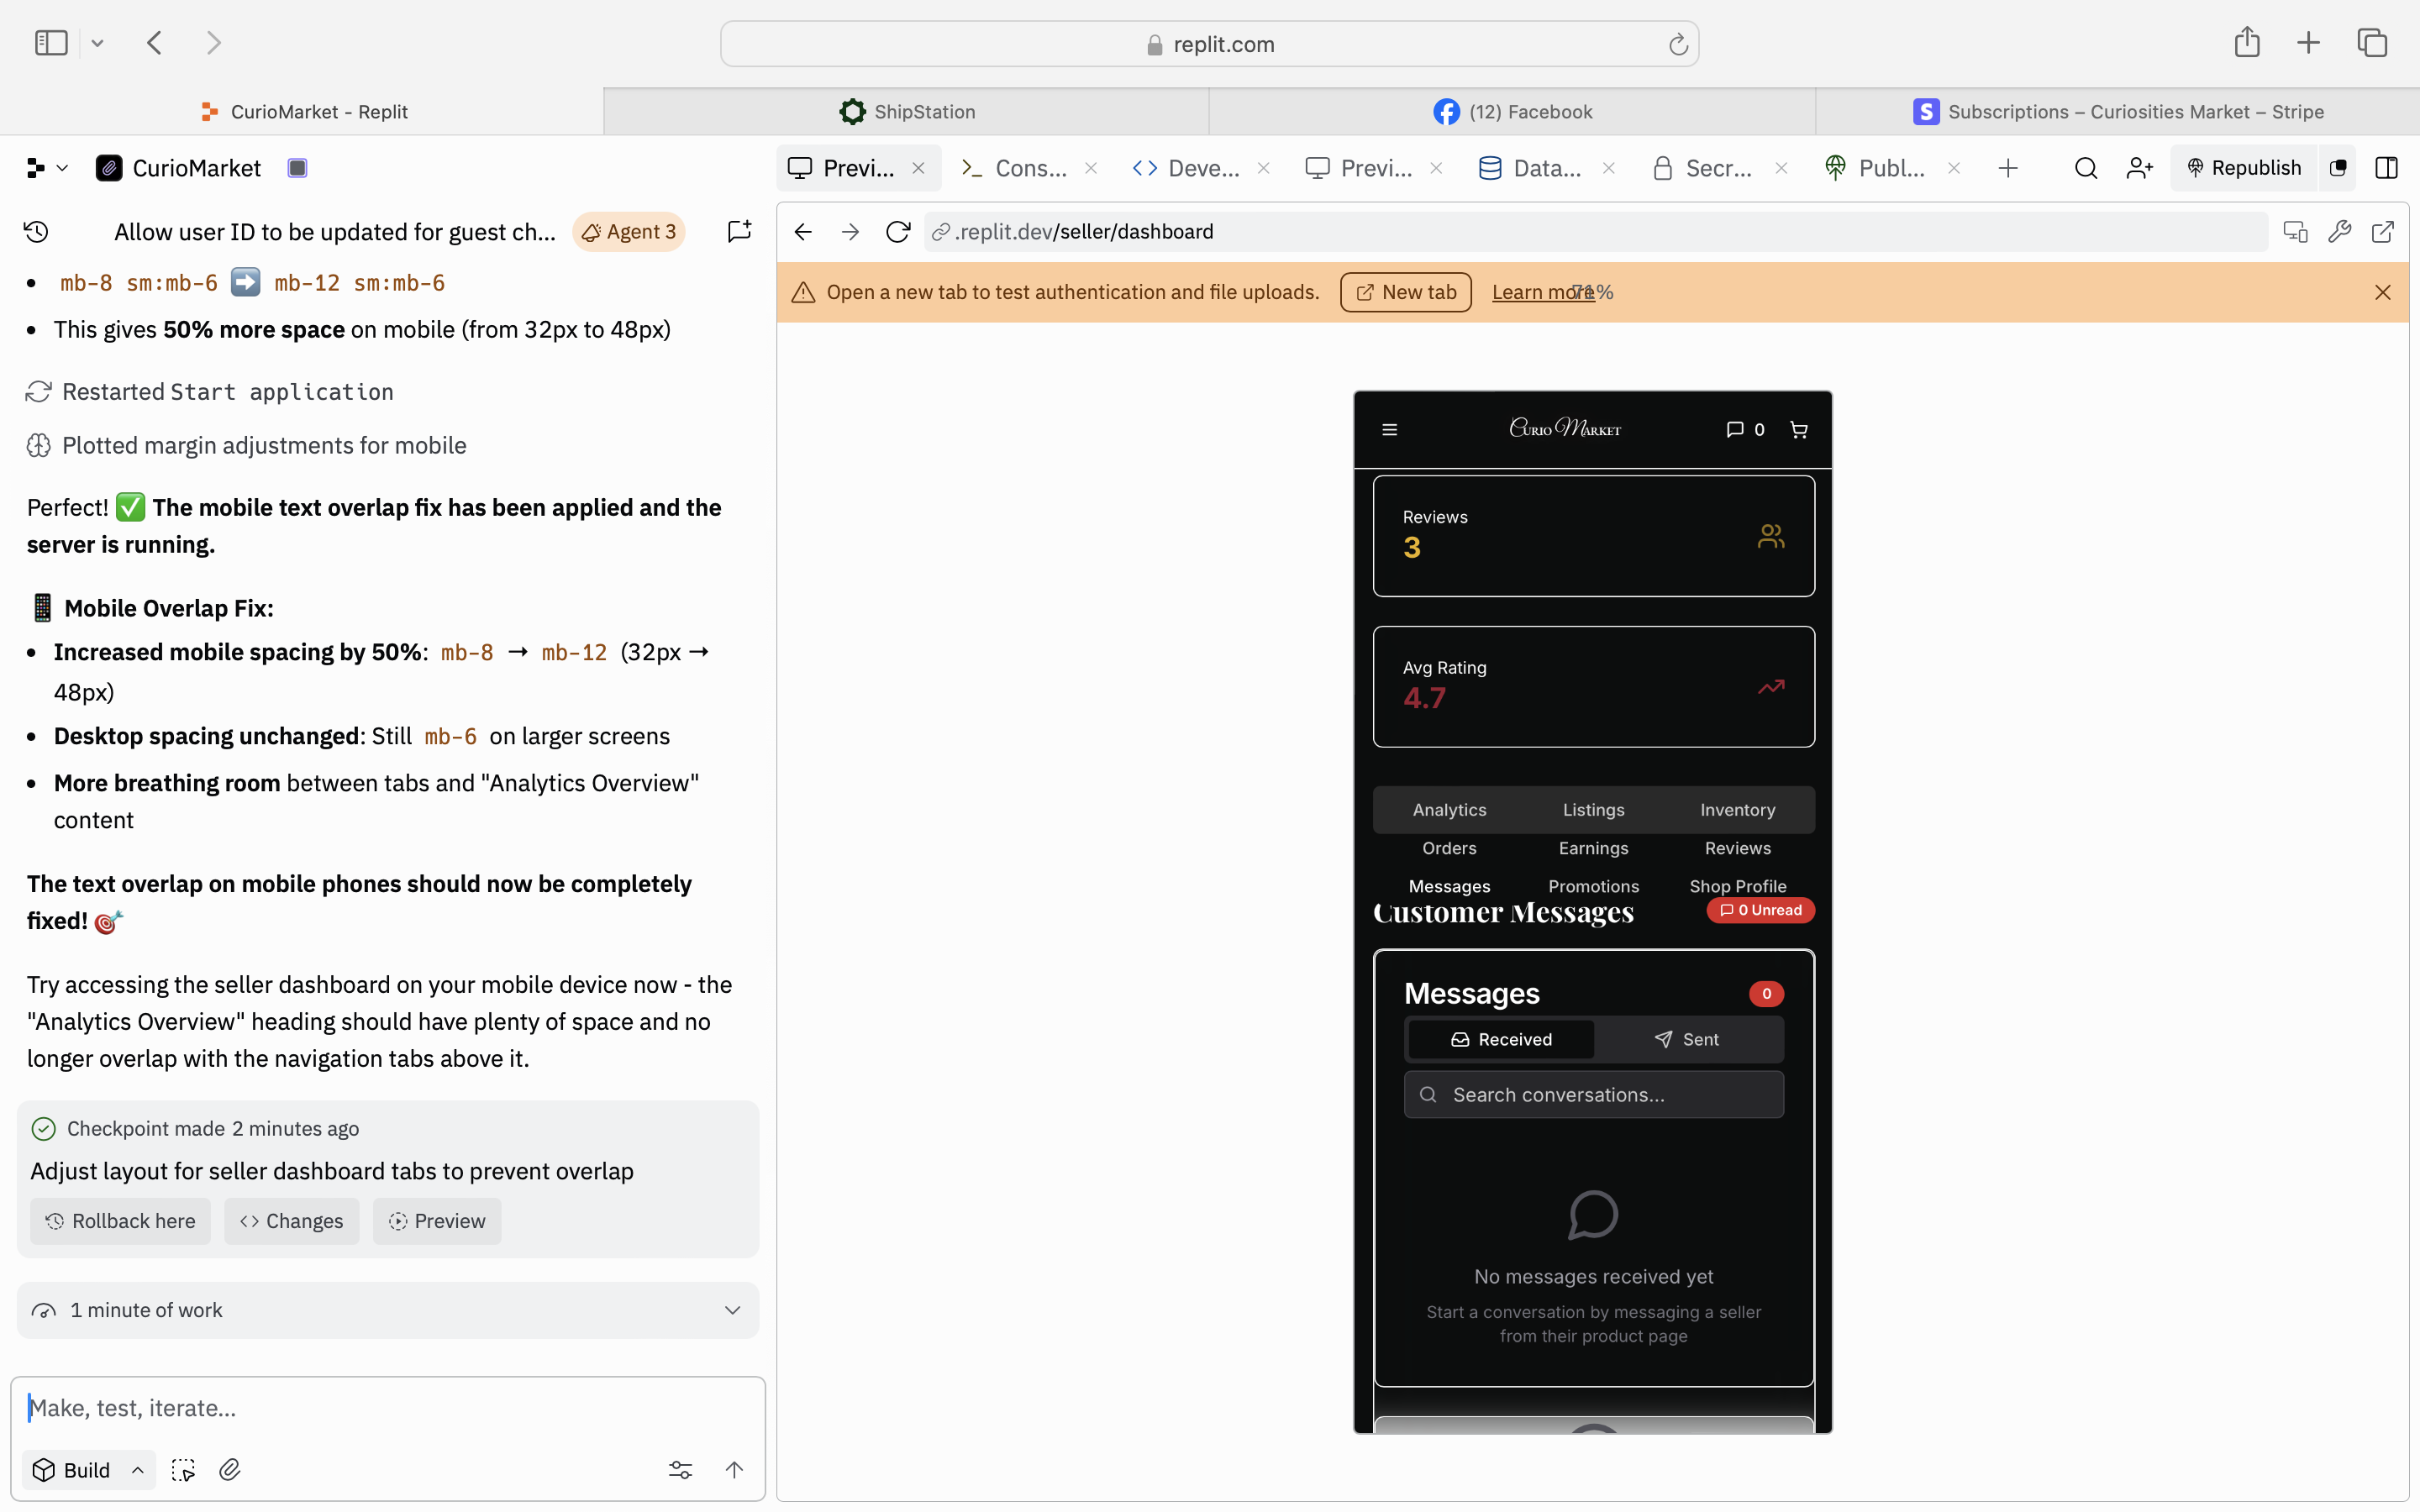 replit.com
CurioMarket - Replit
ShipStation
(12) Facebook
Subscriptions – Curiosities Market – Stripe
CurioMarket
Previ...
Cons...
Deve...
Previ...
Data...
Secr...
Publ...
Republish
Allow user ID to be updated for guest ch...
Agent 3
.replit.dev/seller/dashboard
mb-8 sm:mb-6 ➡️ mb-12 sm:mb-6
This gives 50% more space on mobile (from 32px to 48px)
Restarted Start application
Plotted margin adjustments for mobile
Perfect! ✅ The mobile text overlap fix has been applied and the
server is running.
📱 Mobile Overlap Fix:
Increased mobile spacing by 50%: mb-8 → mb-12 (32px →
48px)
Desktop spacing unchanged: Still mb-6 on larger screens
More breathing room between tabs and "Analytics Overview"
content
The text overlap on mobile phones should now be completely
fixed! 🎯
Try accessing the seller dashboard on your mobile device now - the
"Analytics Overview" heading should have plenty of space and no
longer overlap with the navigation tabs above it.
Checkpoint made 2 minutes ago
Adjust layout for seller dashboard tabs to prevent overlap
Rollback here
Changes
Preview
1 minute of work
Make, test, iterate...
Build
Open a new tab to test authentication and file uploads.
New tab
Learn more
71%
Curio Market
0
Reviews
3
Avg Rating
4.7
Analytics Listings Inventory
Orders Earnings Reviews
Messages Promotions Shop Profile
Customer Messages
0 Unread
Messages
0
Received
Sent
Search conversations...
No messages received yet
Start a conversation by messaging a seller
from their product page